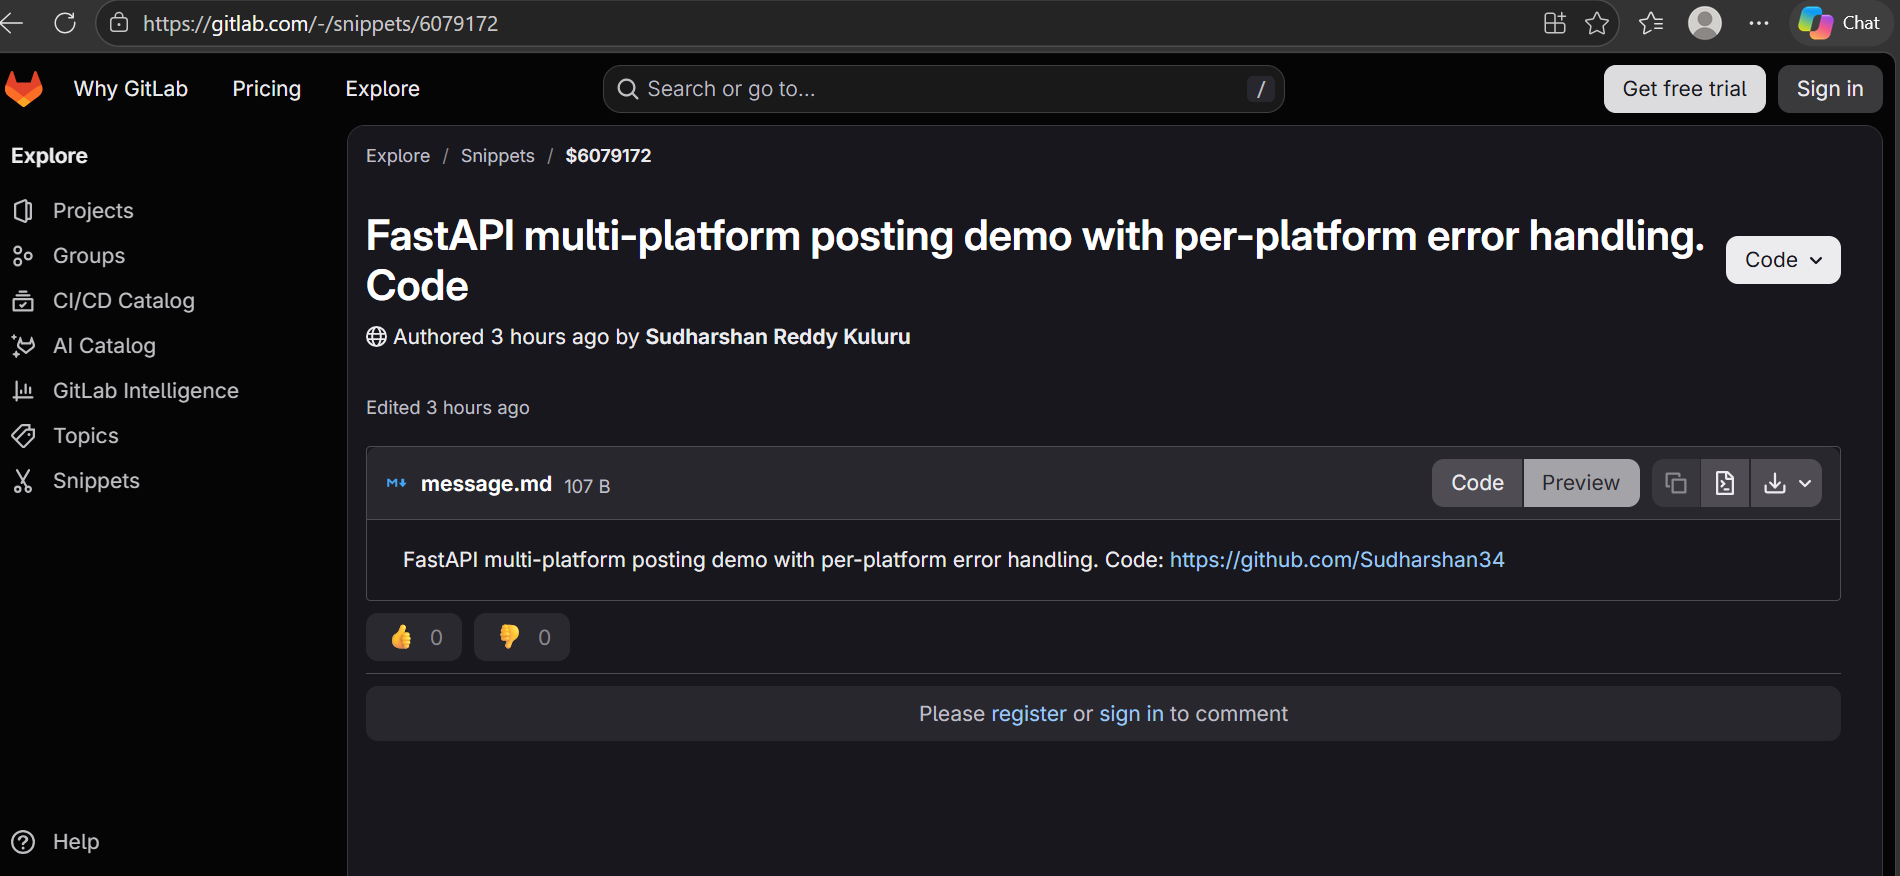 https://gitlab.com/-/snippets/6079172
Chat
Why GitLab
Pricing
Explore
Search or go to...
/
Get free trial
Sign in
Explore
Projects
Groups
CI/CD Catalog
AI Catalog
GitLab Intelligence
Topics
Snippets
Help
Explore / Snippets / $6079172
FastAPI multi-platform posting demo with per-platform error handling.
Code
Code
Authored 3 hours ago by Sudharshan Reddy Kuluru
Edited 3 hours ago
message.md 107 B
Code
Preview
FastAPI multi-platform posting demo with per-platform error handling. Code: https://github.com/Sudharshan34
0
0
Please register or sign in to comment